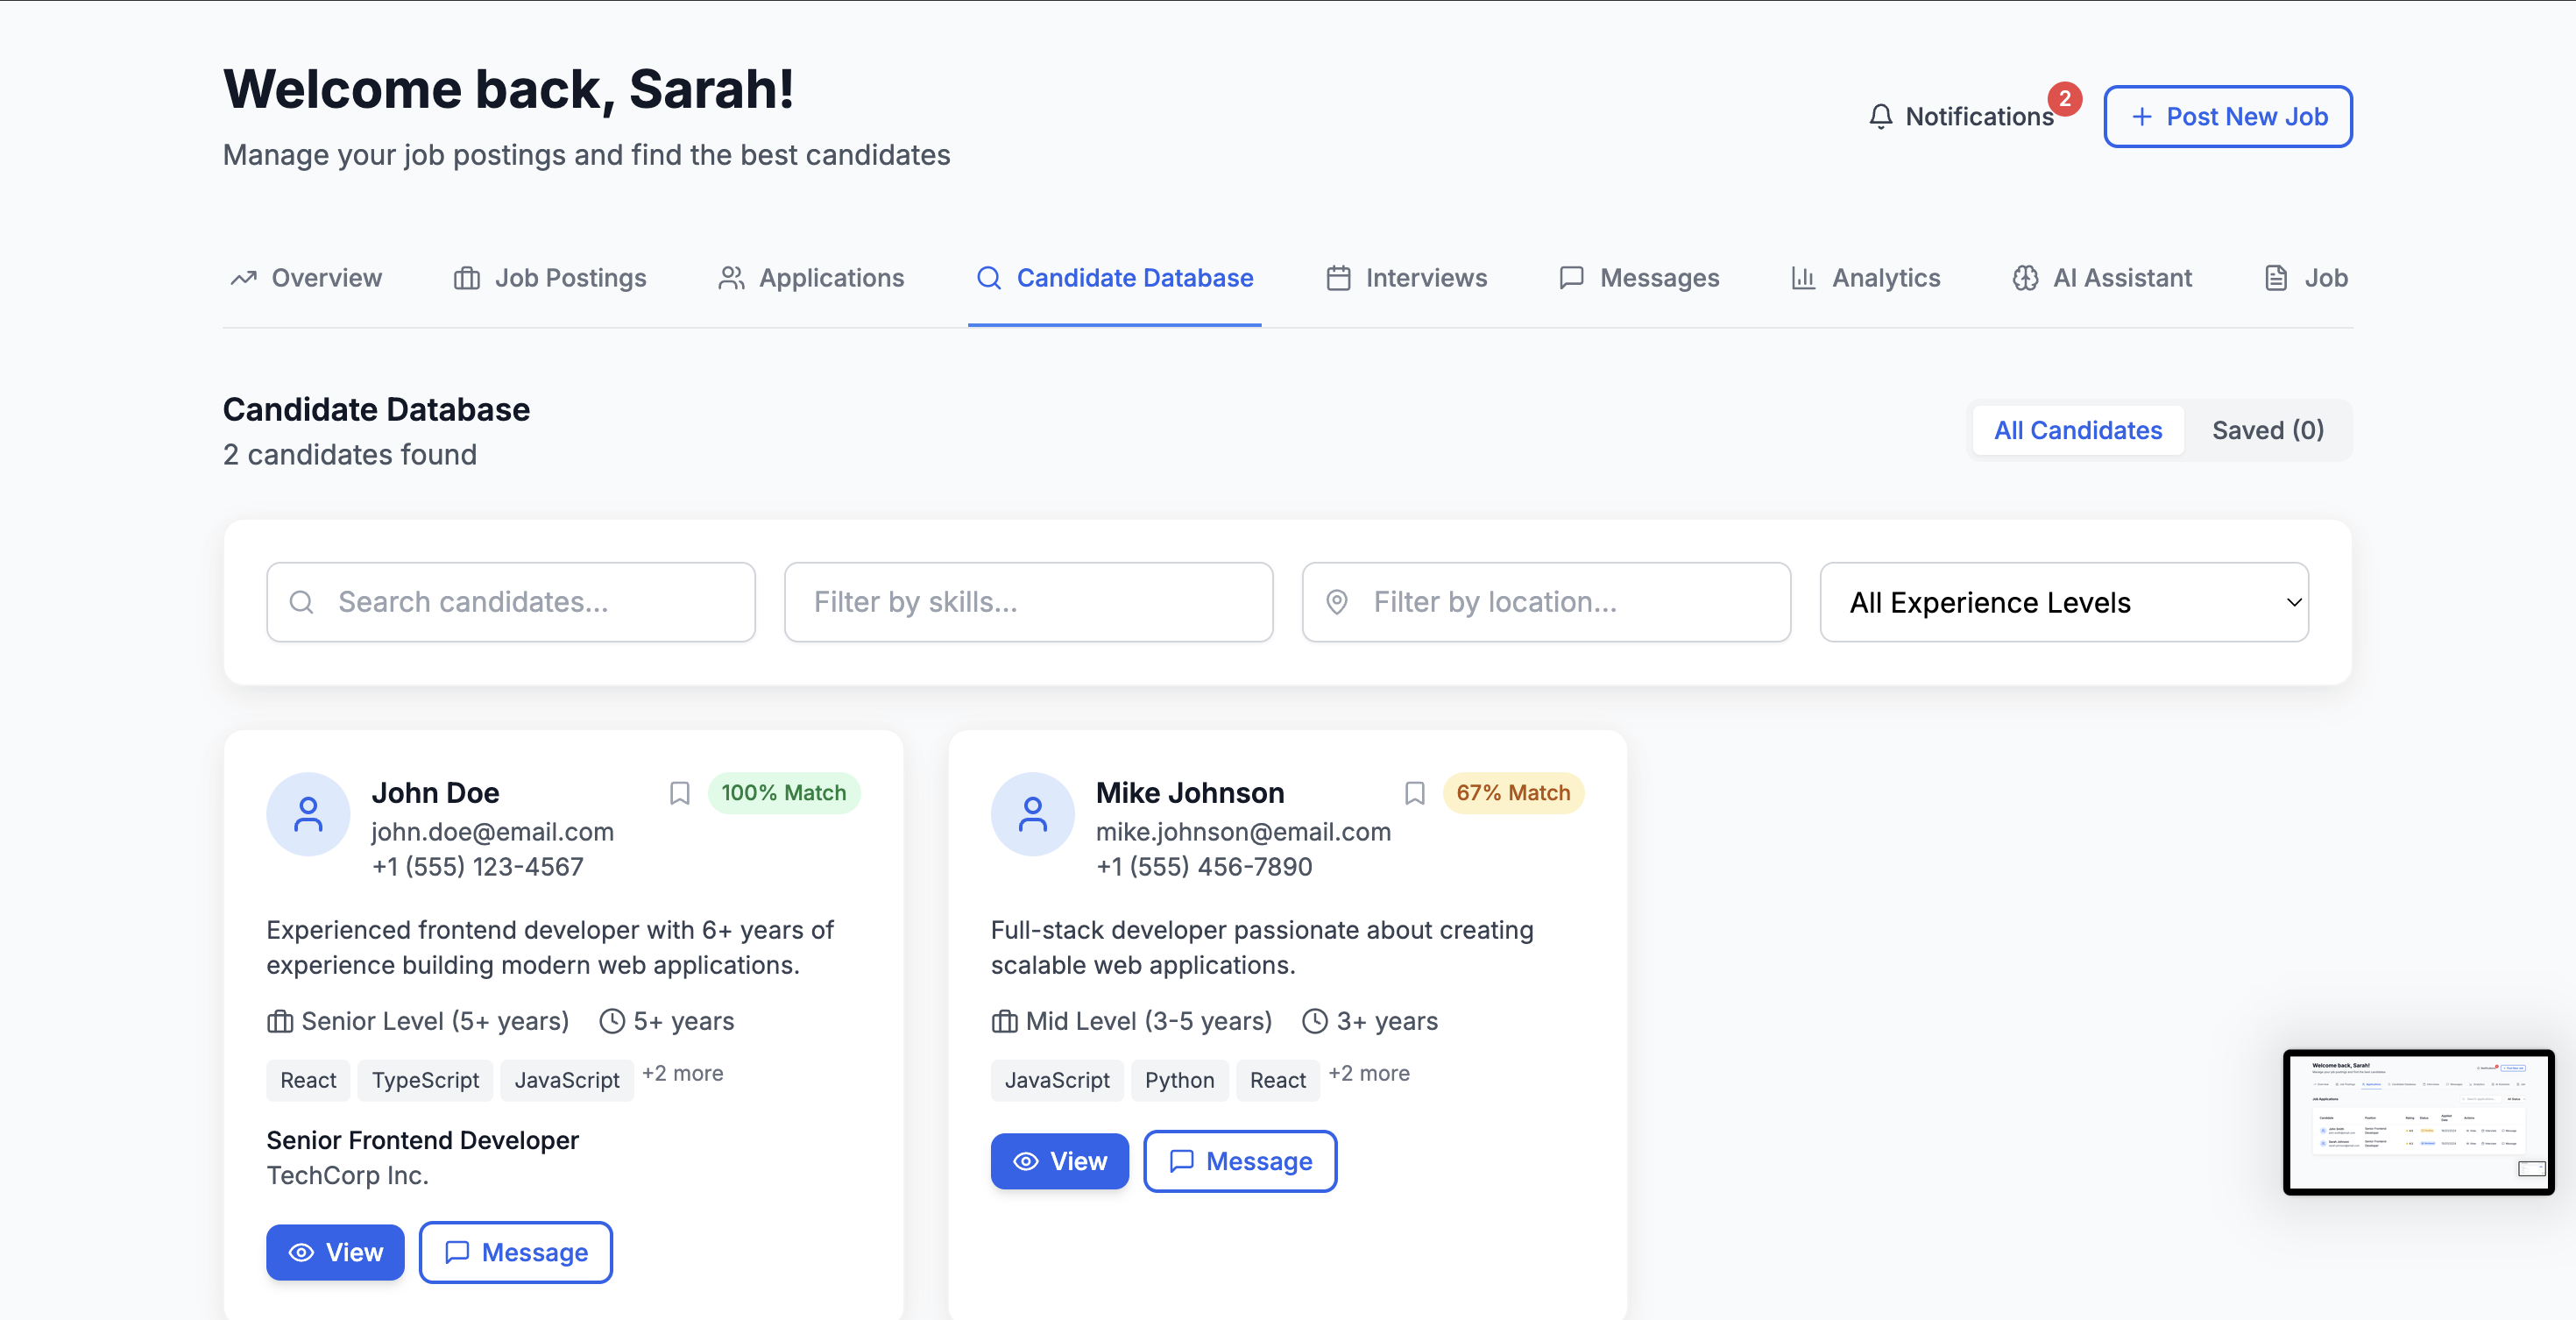 Welcome back, Sarah!
Manage your job postings and find the best candidates
Notifications 2
Post New Job
Overview Job Postings Applications Candidate Database Interviews Messages Analytics AI Assistant Job
Candidate Database
2 candidates found
All Candidates Saved (0)
Search candidates... Filter by skills... Filter by location... All Experience Levels
John Doe 100% Match
john.doe@email.com
+1 (555) 123-4567
Experienced frontend developer with 6+ years of
experience building modern web applications.
Senior Level (5+ years) 5+ years
React TypeScript JavaScript +2 more
Senior Frontend Developer
TechCorp Inc.
View Message
Mike Johnson 67% Match
mike.johnson@email.com
+1 (555) 456-7890
Full-stack developer passionate about creating
scalable web applications.
Mid Level (3-5 years) 3+ years
JavaScript Python React +2 more
View Message
Welcome back, Sarah!